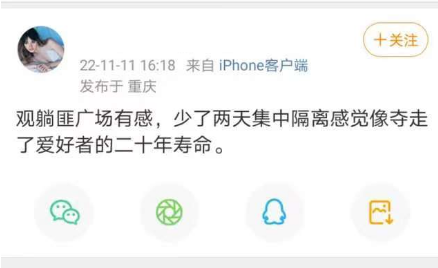 +关注
22-11-11 16:18 来自 iPhone客户端
发布于 重庆
观躺匪广场有感，少了两天集中隔离感觉像夺走
了爱好者的二十年寿命。